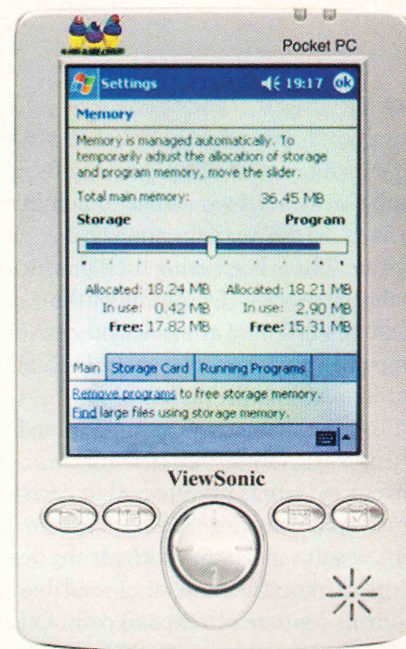 Pocket PC
Settings 19:17 ok
Memory
Memory is managed automatically. To
temporarily adjust the allocation of storage
and program memory, move the slider.
Total main memory: 36.45 MB
Storage Program
Allocated: 18.24 MB Allocated: 18.21 MB
In use: 0.42 MB In use: 2.90 MB
Free: 17.82 MB Free: 15.31 MB
Main Storage Card Running Programs
Remove programs to free storage memory.
Find large files using storage memory.
ViewSonic